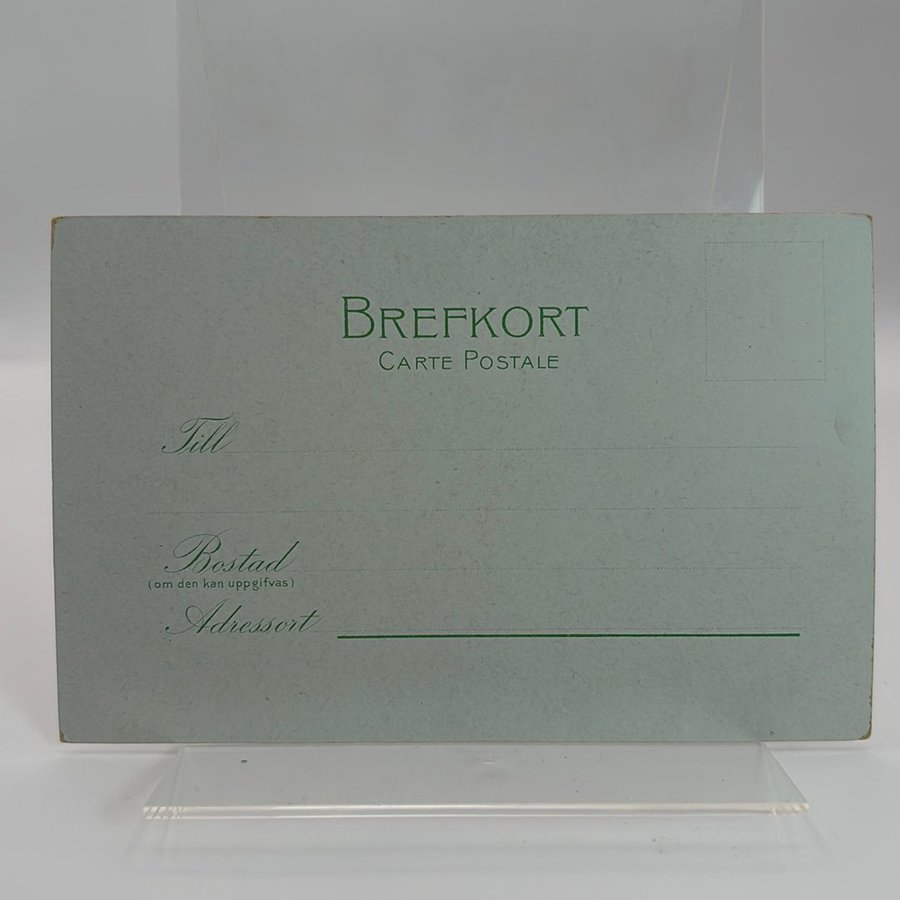 BREFKORT
CARTE POSTALE
Till
Bostad
(om den kan uppgifvas)
Adressort